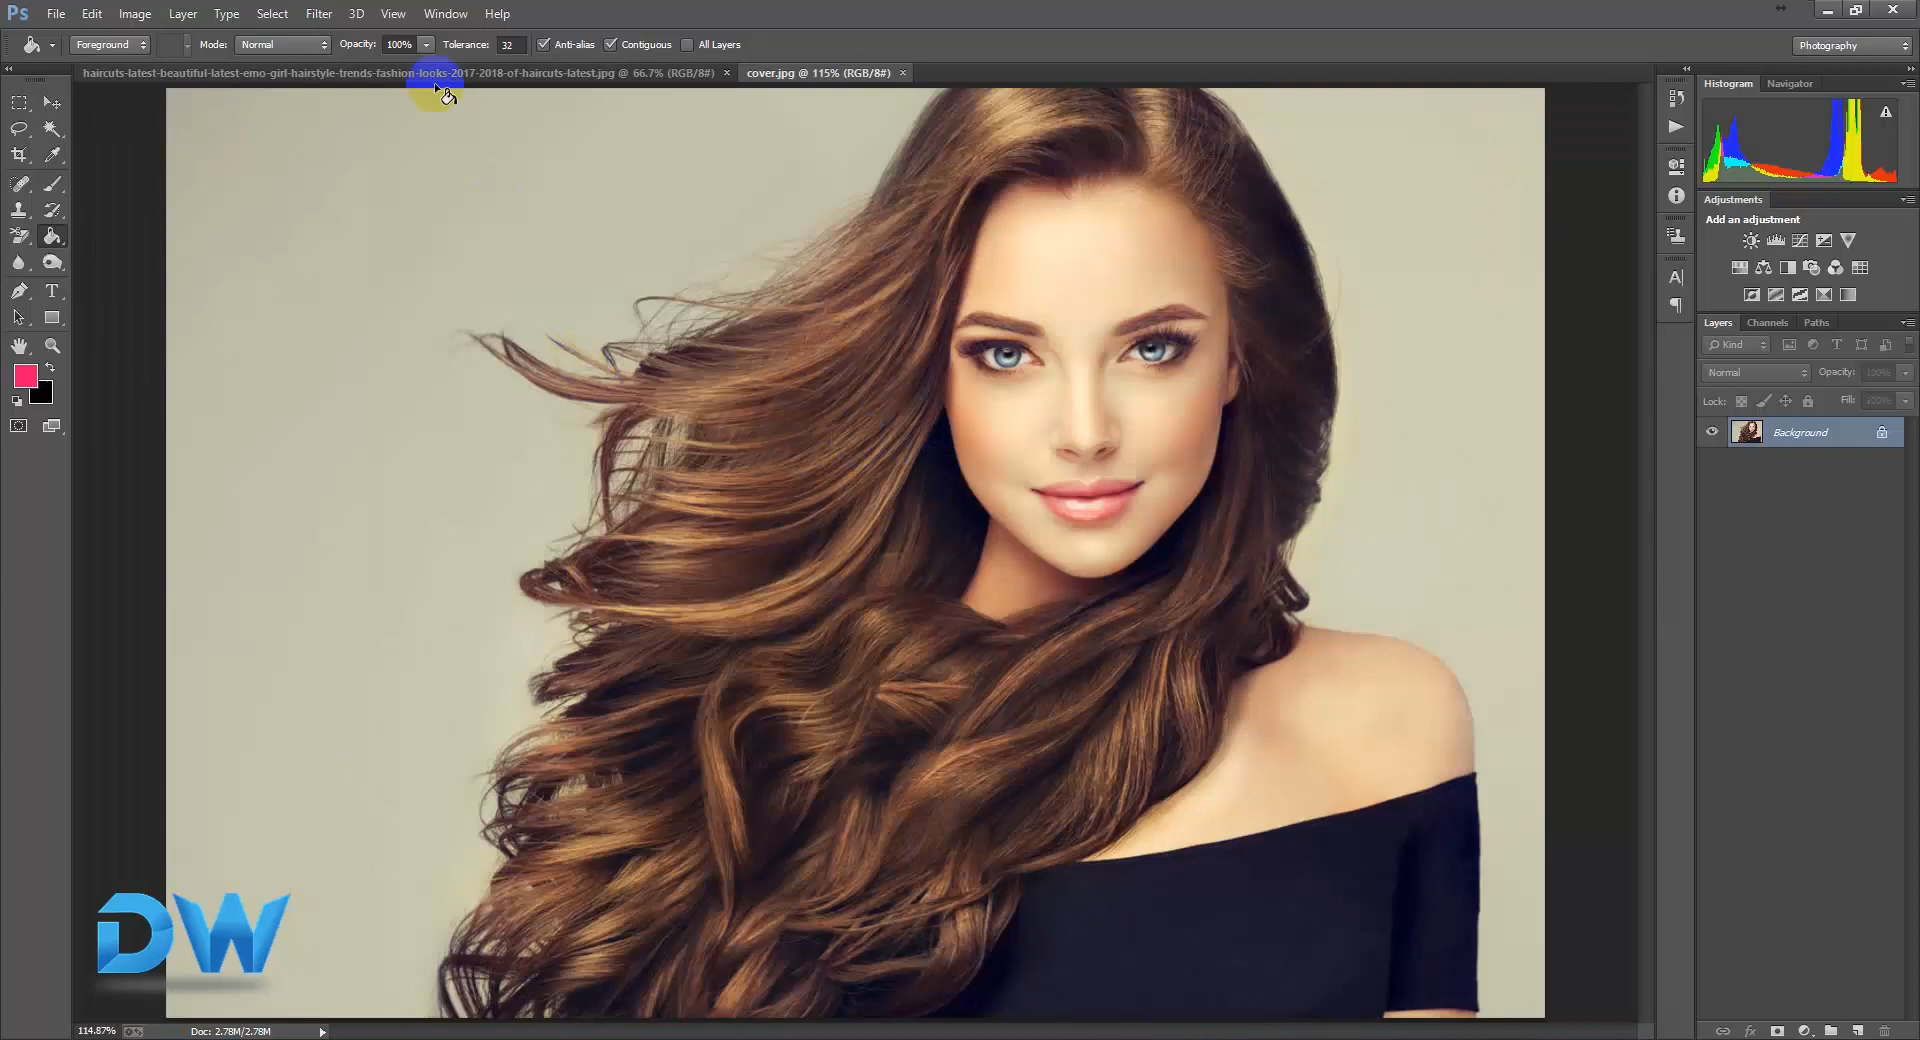 Ps File Edit Image Layer Type Select Filter 3D View Window Help
Foreground Mode: Normal Opacity: 100% Tolerance: 32 Anti-alias Contiguous All Layers Photography
haircuts-latest-beautiful-latest-emo-girl-hairstyle-trends-fashion-looks-2017-2018-of-haircuts-latest.jpg @ 66.7% (RGB/8#) × cover.jpg @ 115% (RGB/8#) ×
Histogram Navigator
Adjustments
Add an adjustment
Layers Channels Paths
Kind
Normal Opacity: 100%
Lock: Fill: 100%
Background
DW
114.87% Doc: 2.78M/2.78M